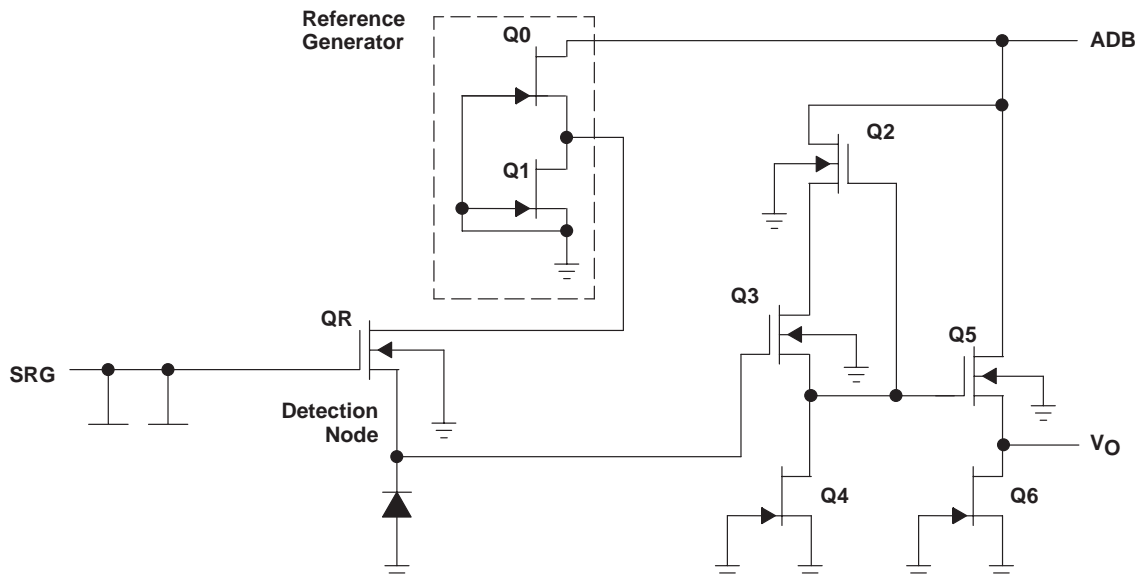 Reference
Generator
Q0
ADB
Q2
Q1
Q3
QR
Q5
SRG
Detection
Node
VO
Q4
Q6